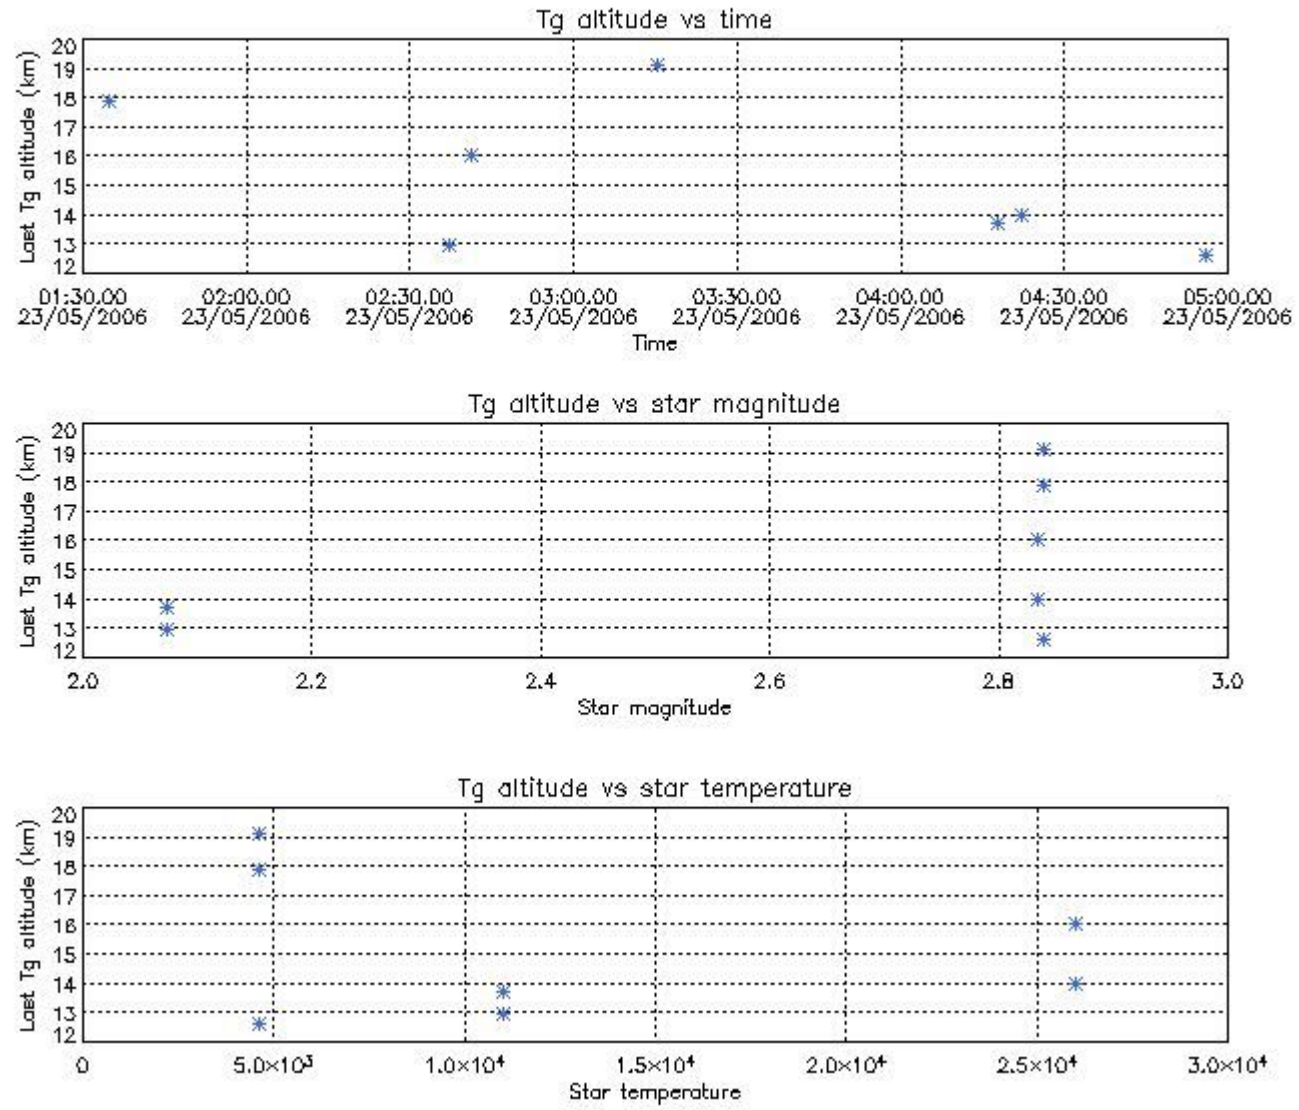 Tg altitude vs time
Last Tg altitude (km)
20
19
18
17
16
15
14
13
12
01:30.00 02:00.00 02:30.00 03:00.00 03:30.00 04:00.00 04:30.00 05:00.00
23/05/2006 23/05/2006 23/05/2006 23/05/2006 23/05/2006 23/05/2006 23/05/2006 23/05/2006
Time
Tg altitude vs star magnitude
Last Tg altitude (km)
20
19
18
17
16
15
14
13
12
2.0 2.2 2.4 2.6 2.8 3.0
Star magnitude
Tg altitude vs star temperature
Last Tg altitude (km)
20
19
18
17
16
15
14
13
12
0 5.0×10³ 1.0×10⁴ 1.5×10⁴ 2.0×10⁴ 2.5×10⁴ 3.0×10⁴
Star temperature